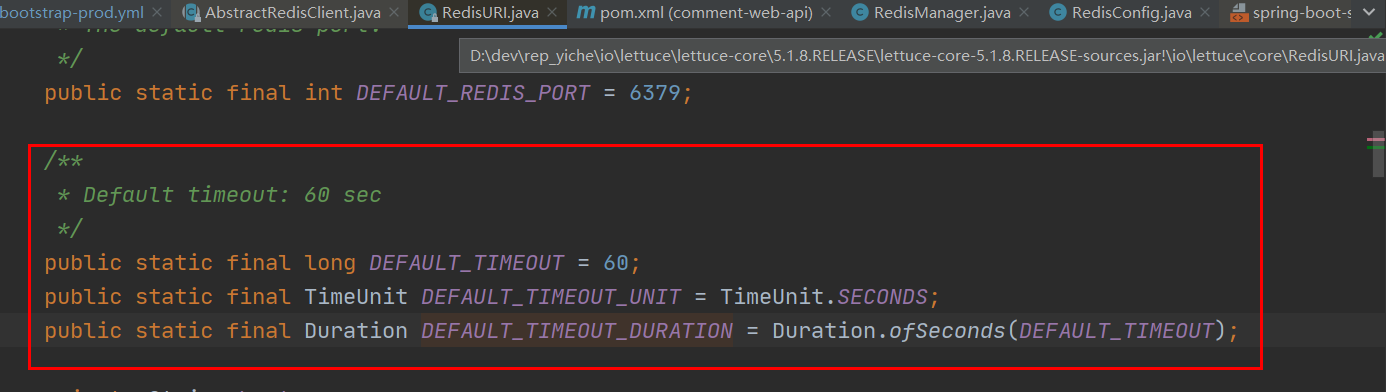 bootstrap-prod.yml AbstractRedisClient.java RedisURI.java pom.xml (comment-web-api) RedisManager.java RedisConfig.java spring-boot-s
* The default redis port.
D:\dev\rep_yiche\io\lettuce\lettuce-core\5.1.8.RELEASE\lettuce-core-5.1.8.RELEASE-sources.jar!\io\lettuce\core\RedisURI.java
*/
public static final int DEFAULT_REDIS_PORT = 6379;
/**
* Default timeout: 60 sec
*/
public static final long DEFAULT_TIMEOUT = 60;
public static final TimeUnit DEFAULT_TIMEOUT_UNIT = TimeUnit.SECONDS;
public static final Duration DEFAULT_TIMEOUT_DURATION = Duration.ofSeconds(DEFAULT_TIMEOUT);